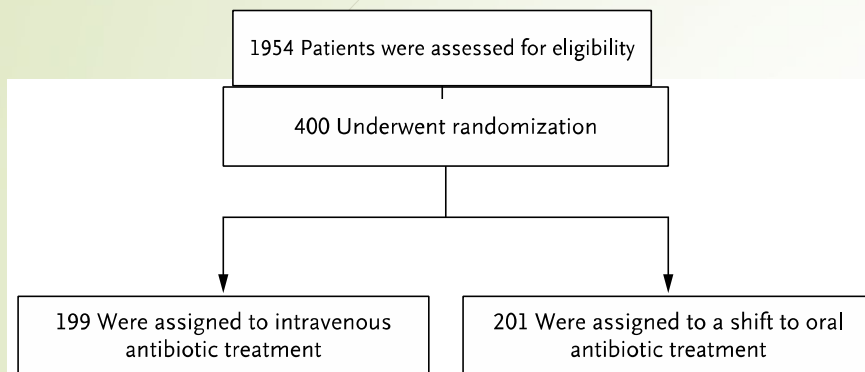 1954 Patients were assessed for eligibility
400 Underwent randomization
199 Were assigned to intravenous
antibiotic treatment
201 Were assigned to a shift to oral
antibiotic treatment